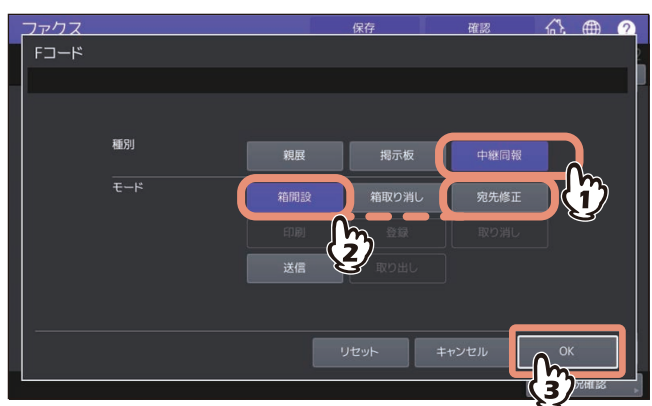 ファクス 保存 確認 ?
Fコード
種別 親展 掲示板 中継同報
モード 箱開設 箱取り消し 宛先修正 1
印刷 登録 取り消し
2
送信 取り出し
リセット キャンセル OK
3